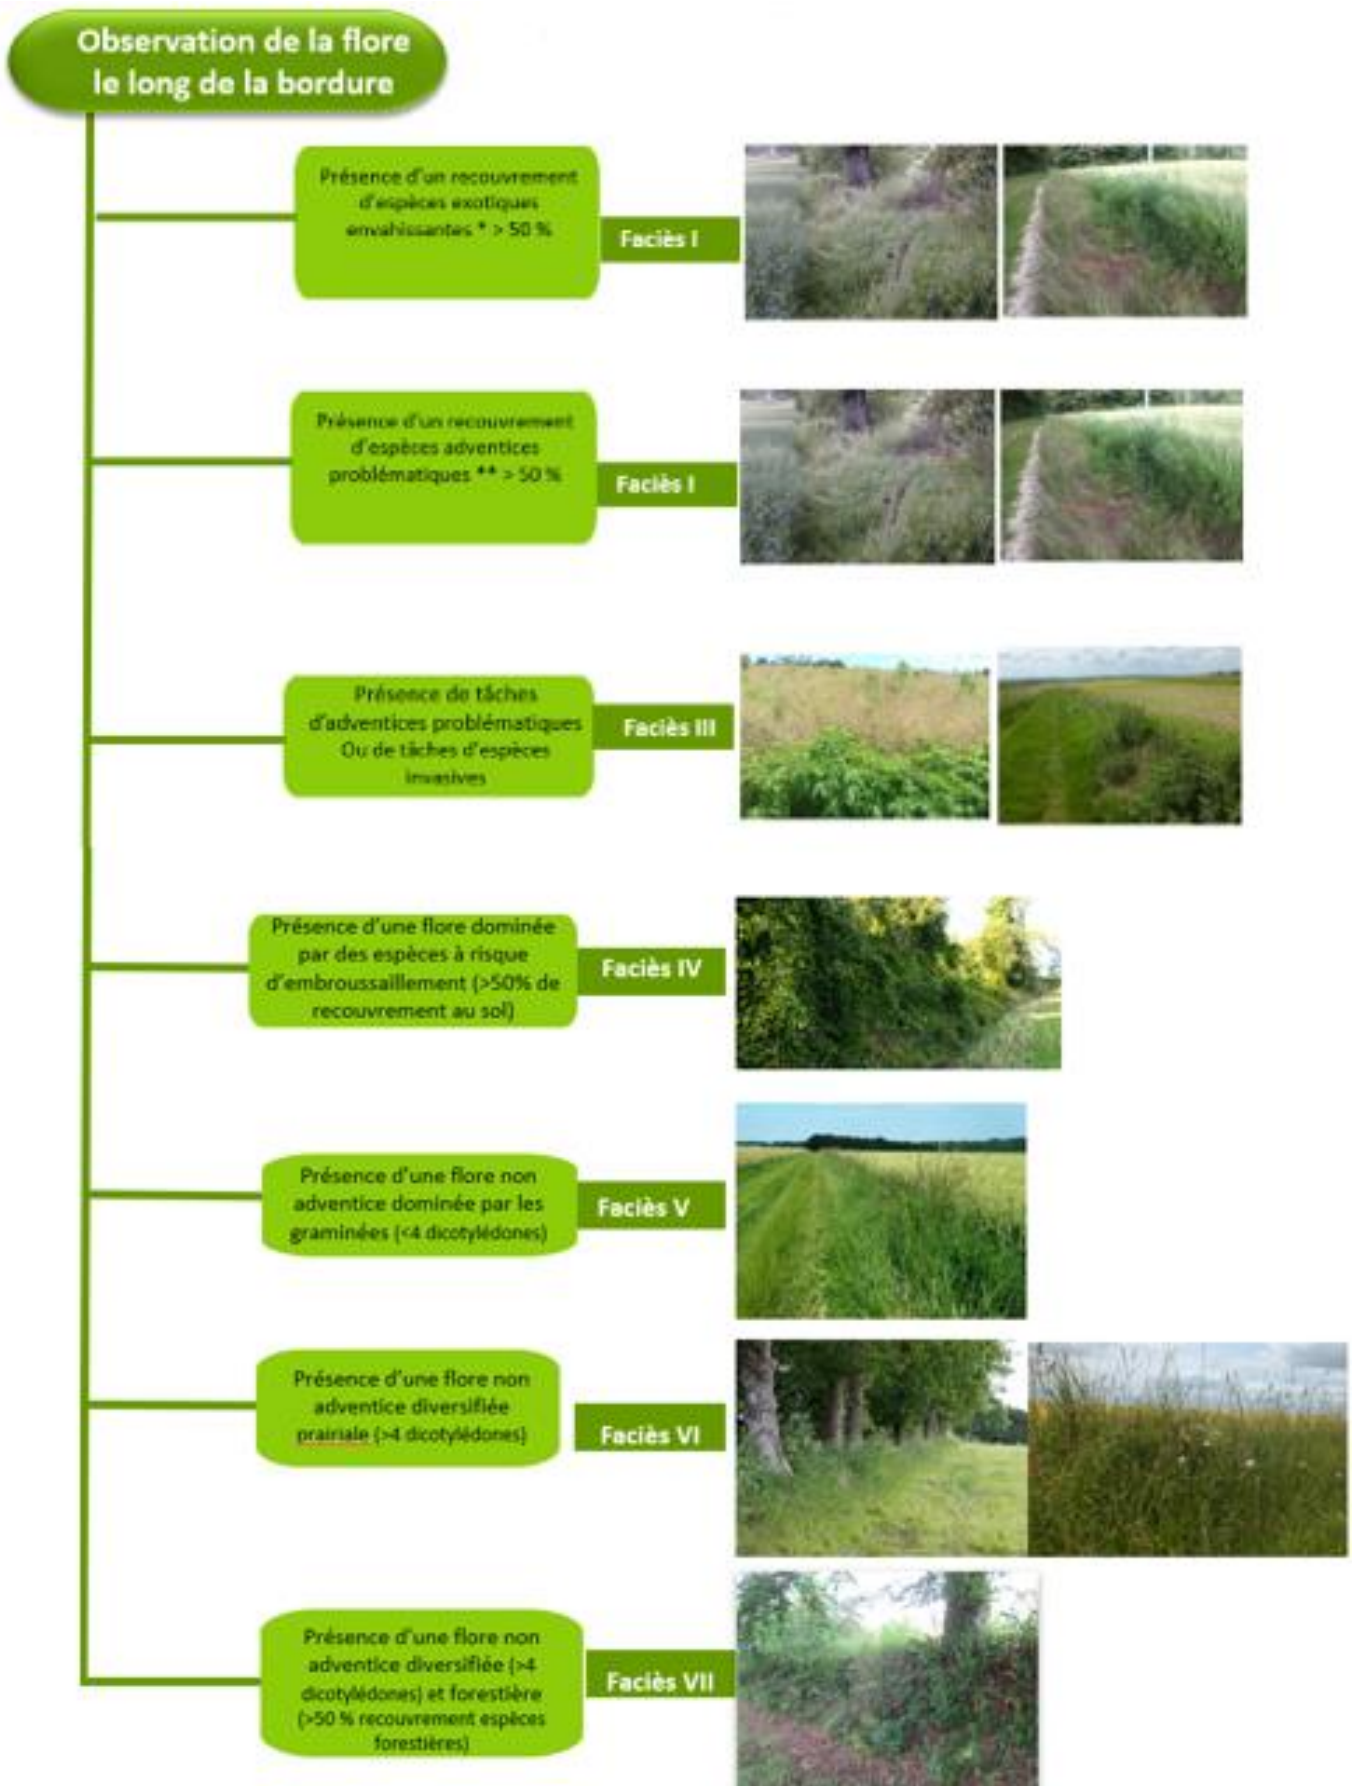 Observation de la flore
le long de la bordure
Présence d'un recouvrement
d'espèces exotiques
envahissantes * > 50 %
Faciès I
Présence d'un recouvrement
d'espèces adventices
problématiques ** > 50 %
Faciès I
Présence de tâches
d'adventices problématiques
Ou de tâches d'espèces
invasives
Faciès III
Présence d'une flore dominée
par des espèces à risque
d'embroussaillement (>50% de
recouvrement au sol)
Faciès IV
Présence d'une flore non
adventice dominée par les
graminées (<4 dicotylédones)
Faciès V
Présence d'une flore non
adventice diversifiée
prairiale (>4 dicotylédones)
Faciès VI
Présence d'une flore non
adventice diversifiée (>4
dicotylédones) et forestière
(>50 % recouvrement espèces
forestières)
Faciès VII